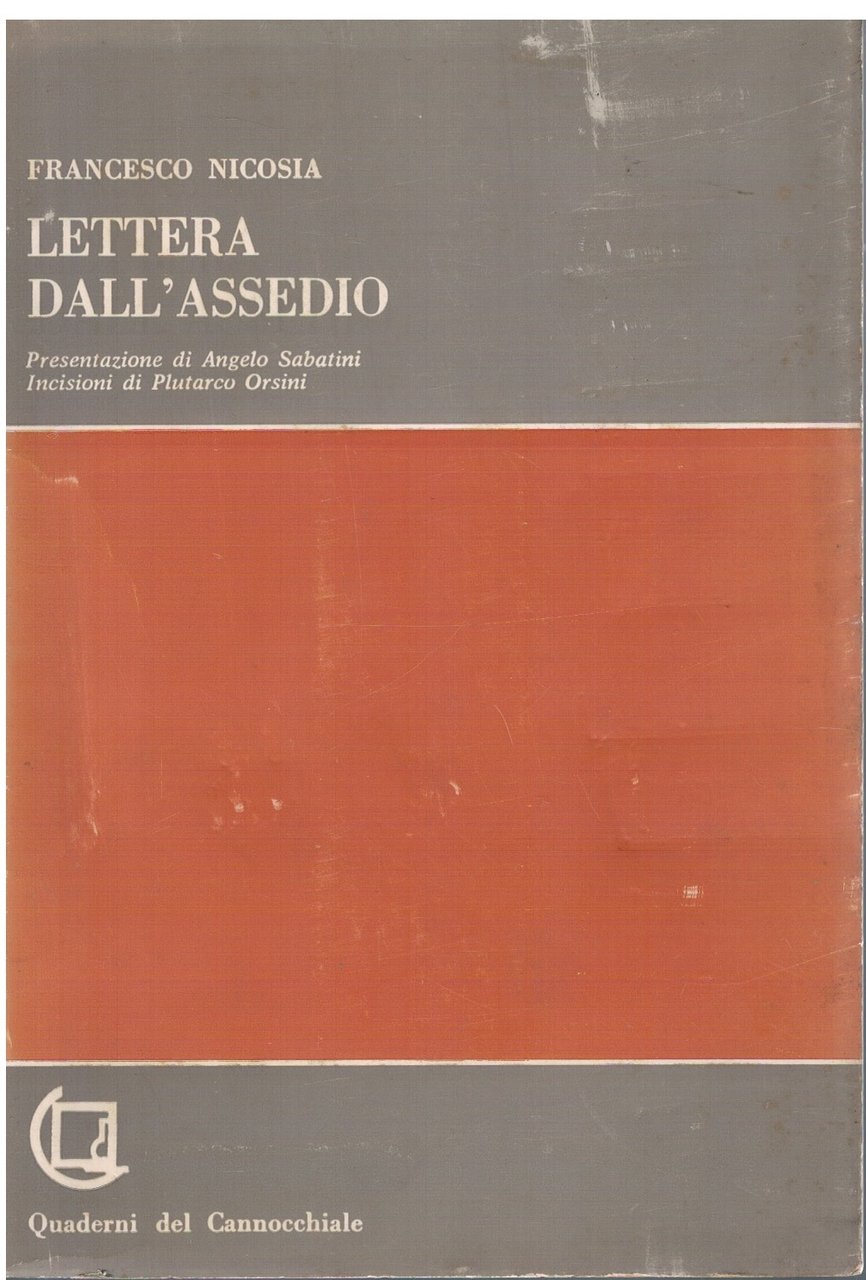 FRANCESCO NICOSIA
LETTERA
DALL'ASSEDIO
Presentazione di Angelo Sabatini
Incisioni di Plutarco Orsini
Quaderni del Cannocchiale